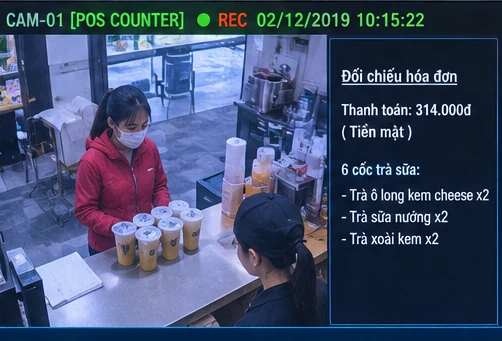 CAM-01 [POS COUNTER] REC 02/12/2019 10:15:22
Đối chiếu hóa đơn
Thanh toán: 314.000đ
( Tiền mật )
6 cốc trà sữa:
- Trà ô long kem cheese x2
- Trà sữa nướng x2
- Trà xoài kem x2